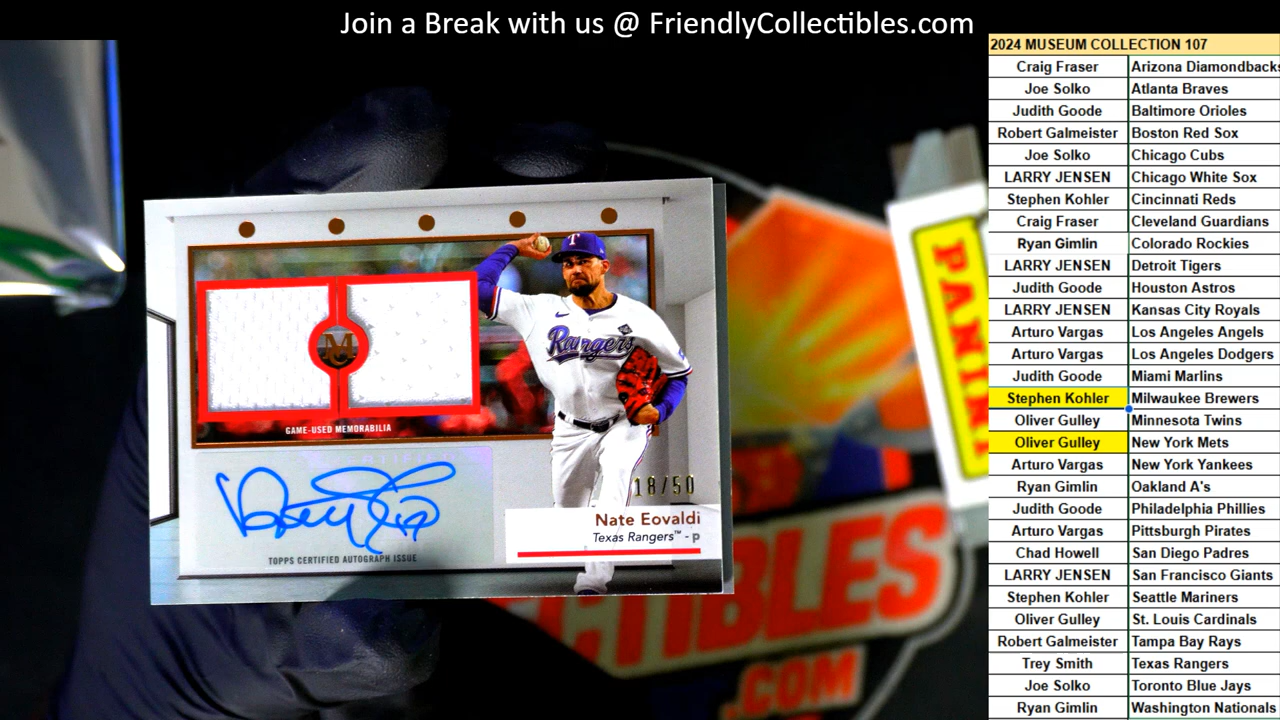 Join a Break with us @ FriendlyCollectibles.com
2024 MUSEUM COLLECTION 107
Craig Fraser Arizona Diamondbacks
Joe Solko Atlanta Braves
Judith Goode Baltimore Orioles
Robert Galmeister Boston Red Sox
Joe Solko Chicago Cubs
LARRY JENSEN Chicago White Sox
Stephen Kohler Cincinnati Reds
Craig Fraser Cleveland Guardians
Ryan Gimlin Colorado Rockies
LARRY JENSEN Detroit Tigers
Judith Goode Houston Astros
LARRY JENSEN Kansas City Royals
Arturo Vargas Los Angeles Angels
Arturo Vargas Los Angeles Dodgers
Judith Goode Miami Marlins
Stephen Kohler Milwaukee Brewers
Oliver Gulley Minnesota Twins
Oliver Gulley New York Mets
Arturo Vargas New York Yankees
Ryan Gimlin Oakland A's
Judith Goode Philadelphia Phillies
Arturo Vargas Pittsburgh Pirates
Chad Howell San Diego Padres
LARRY JENSEN San Francisco Giants
Stephen Kohler Seattle Mariners
Oliver Gulley St. Louis Cardinals
Robert Galmeister Tampa Bay Rays
Trey Smith Texas Rangers
Joe Solko Toronto Blue Jays
Ryan Gimlin Washington Nationals
T
Rangers
M
GAME-USED MEMORABILIA
18/50
Nate Eovaldi
Texas Rangers™ - P
TOPPS CERTIFIED AUTOGRAPH ISSUE
PANINI
CTIBLES
.COM